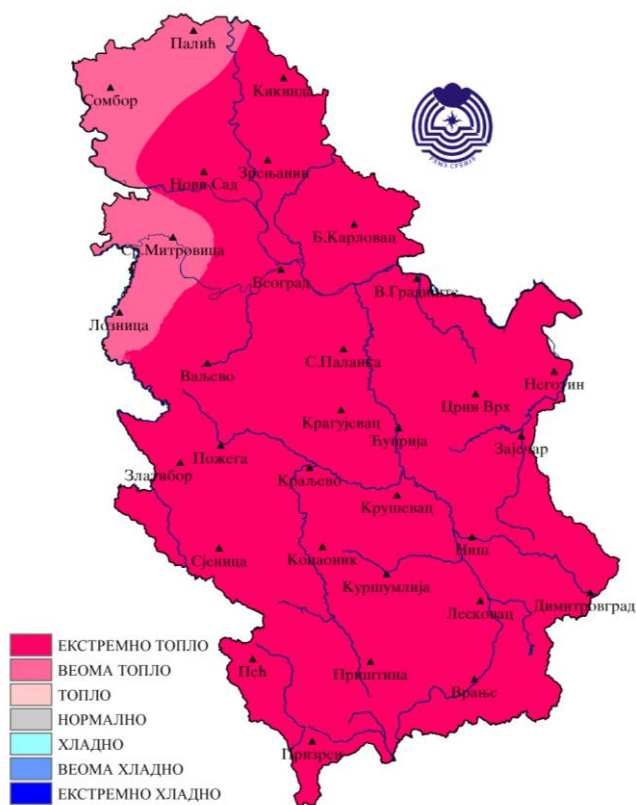 Палић
Кикинда
Сомбор
Зрењанин
Нови Сад
РХМЗ СРБИЈЕ
Б.Карловац
Ср.Митровица
Београд
В.Градиште
Лозница
С.Паланка
Ваљево
Неготин
Црни Врх
Крагујевац
Ћуприја
Зајечар
Пожега
Златибор
Краљево
Крушевац
Ниш
Сјеница
Копаоник
Куршумлија
Лесковац
Димитровград
Пећ
Приштина
Врање
Призрен
ЕКСТРЕМНО ТОПЛО
ВЕОМА ТОПЛО
ТОПЛО
НОРМАЛНО
ХЛАДНО
ВЕОМА ХЛАДНО
ЕКСТРЕМНО ХЛАДНО